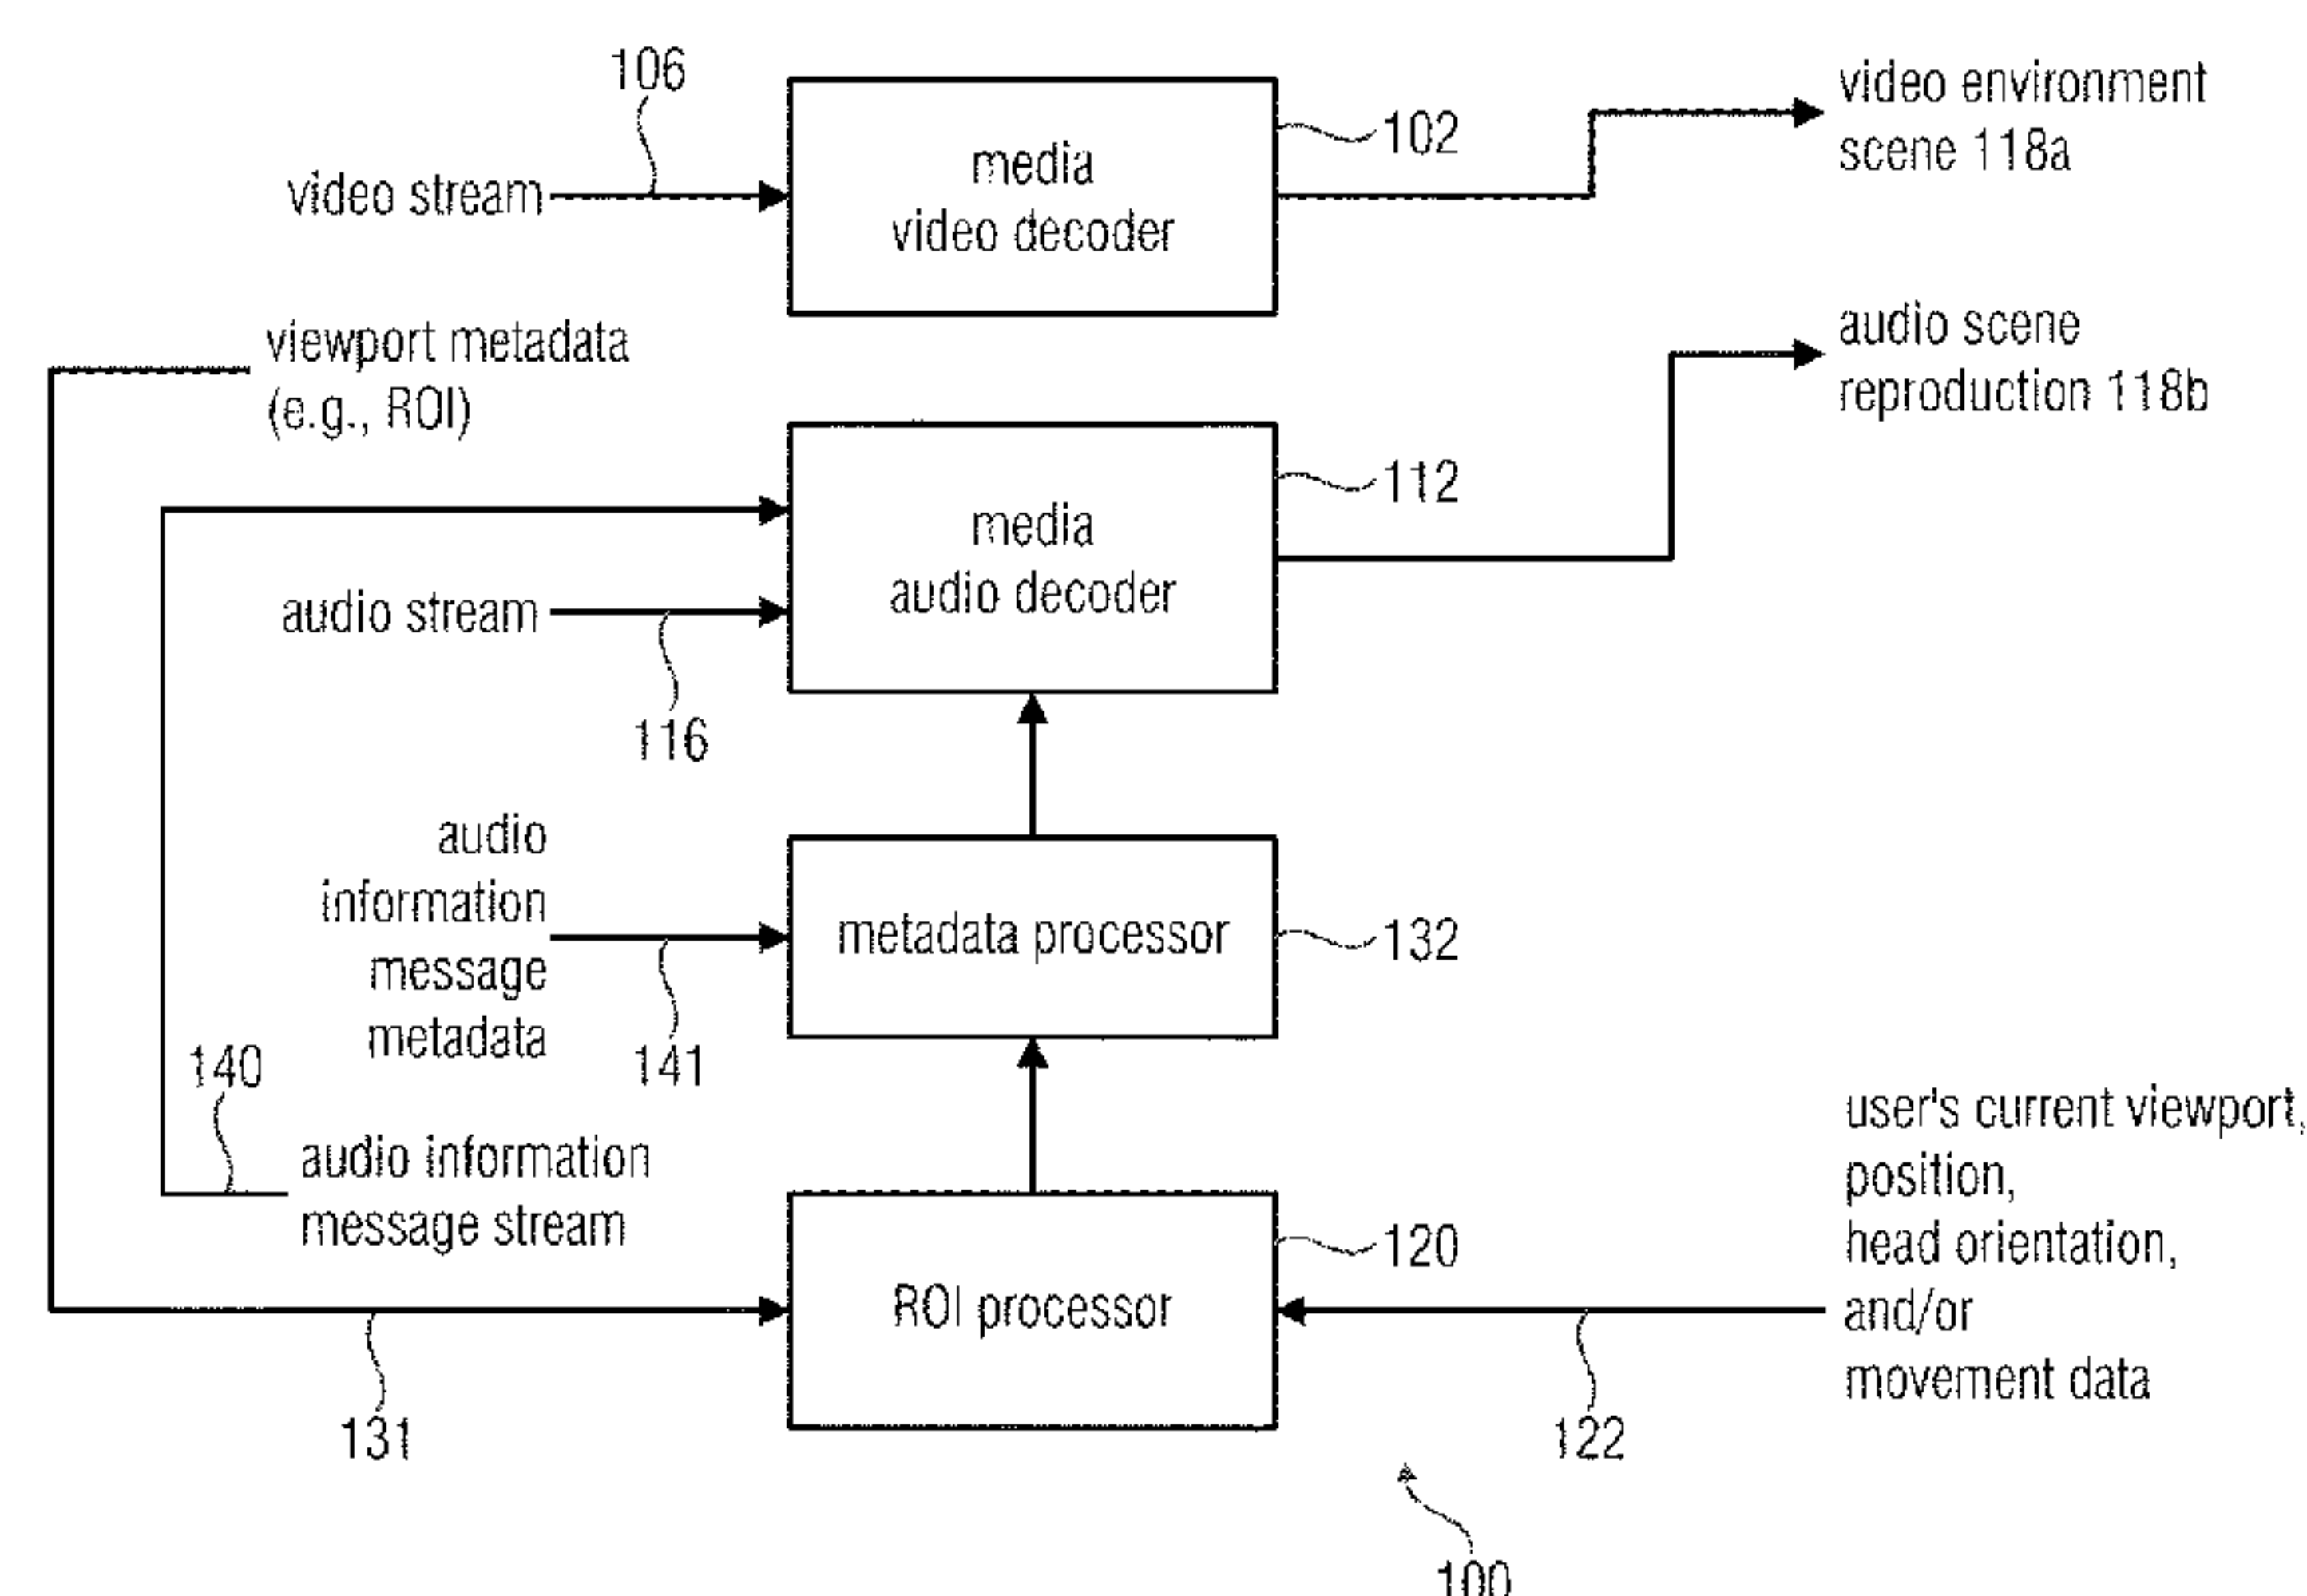 106
video stream
media
video decoder
102
video environment
scene 118a
viewport metadata
(e.g., ROI)
audio scene
reproduction 118b
media
audio decoder
112
audio stream
116
audio
information
message
metadata
141
metadata processor
132
140
audio information
message stream
ROI processor
120
user's current viewport,
position,
head orientation,
and/or
movement data
131
122
100